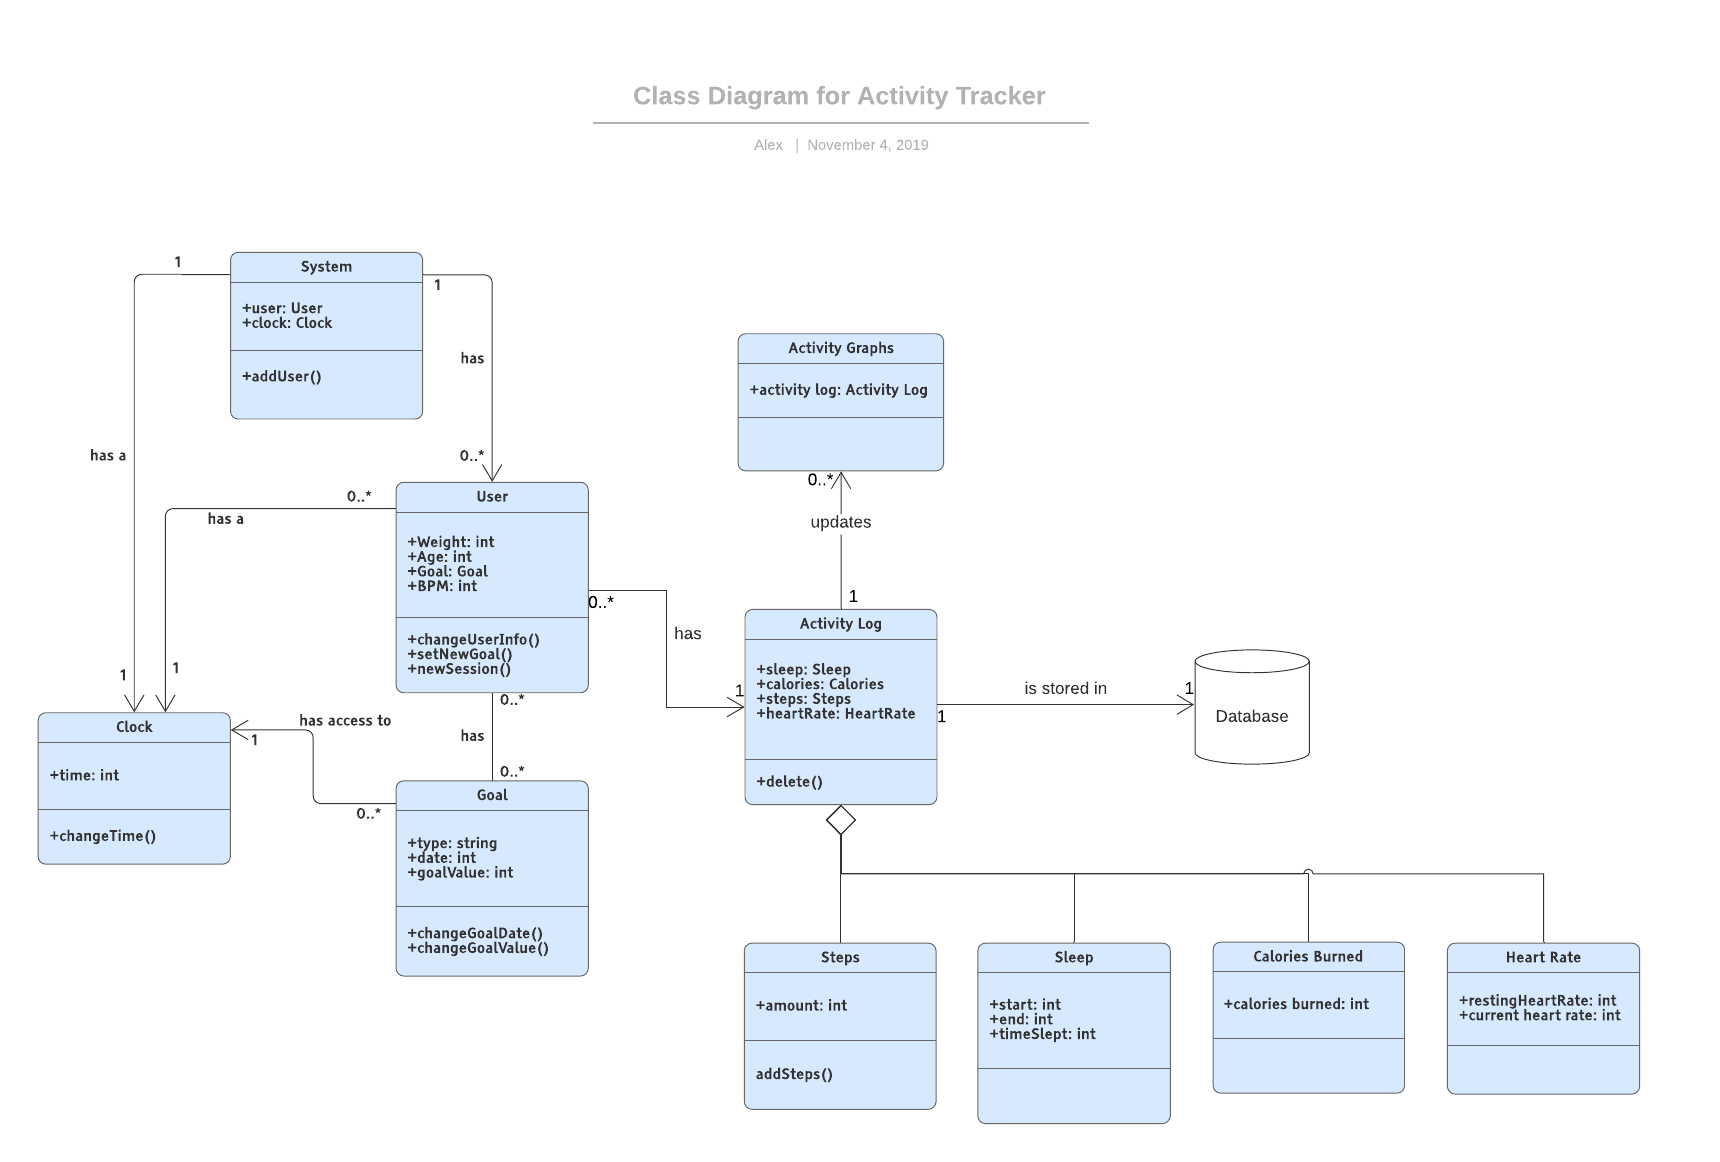 Class Diagram for Activity Tracker
Alex | November 4, 2019
1
System
+user: User
+clock: Clock
+addUser()
1
has
0..*
has a
1
0..*
has a
1
User
+Weight: int
+Age: int
+Goal: Goal
+BPM: int
+changeUserInfo()
+setNewGoal()
+newSession()
0..*
has
1
Activity Graphs
+activity log: Activity Log
0..*
updates
1
Activity Log
+sleep: Sleep
+calories: Calories
+steps: Steps
+heartRate: HeartRate
+delete()
1
is stored in
1
Database
Clock
+time: int
+changeTime()
has access to
1
0..*
0..*
has
0..*
Goal
+type: string
+date: int
+goalValue: int
+changeGoalDate()
+changeGoalValue()
Steps
+amount: int
addSteps()
Sleep
+start: int
+end: int
+timeSlept: int
Calories Burned
+calories burned: int
Heart Rate
+restingHeartRate: int
+current heart rate: int